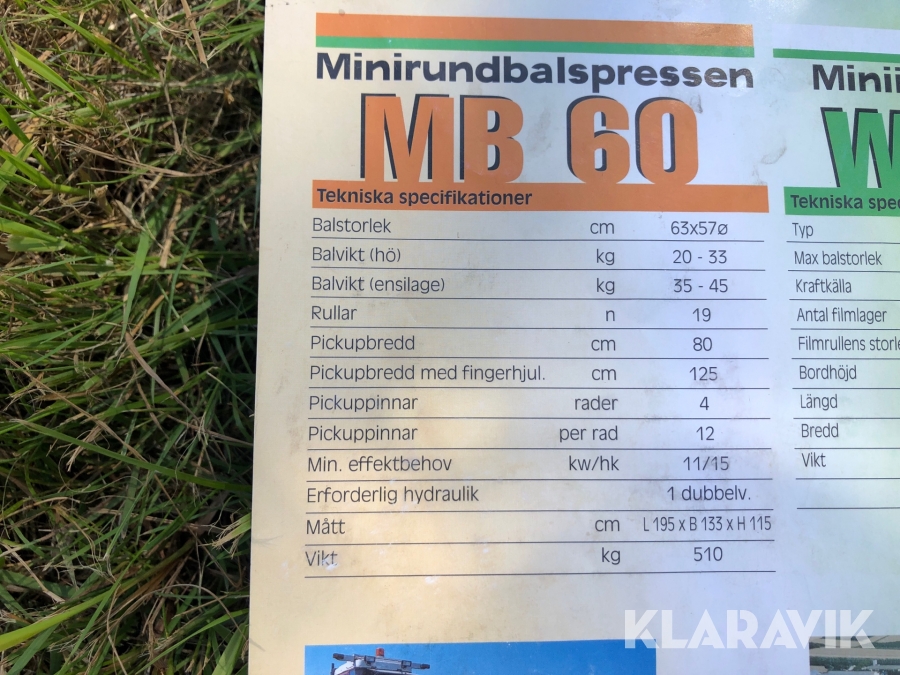 Minirundbalspressen
MB 60
Tekniska specifikationer
Balstorlek cm 63x57ø
Balvikt (hö) kg 20 - 33
Balvikt (ensilage) kg 35 - 45
Rullar n 19
Pickupbredd cm 80
Pickupbredd med fingerhjul. cm 125
Pickuppinnar rader 4
Pickuppinnar per rad 12
Min. effektbehov kw/hk 11/15
Erforderlig hydraulik 1 dubbelv.
Mått cm L 195 x B 133 x H 115
Vikt kg 510
Tekniska
Typ
Max balstorlek
Kraftkälla
Antal filmlager
Filmrullens
Bordhöjd
Längd
Bredd
Vikt
KLARAVIK